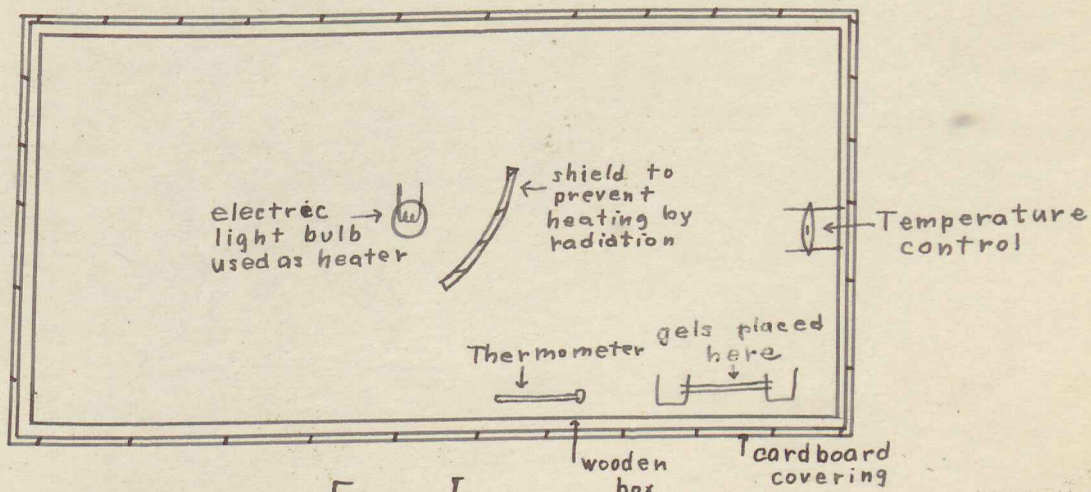 electric
light bulb
used as heater
shield to
prevent
heating by
radiation
Temperature
control
Thermometer
gels placed
here
wooden
box
cardboard
covering